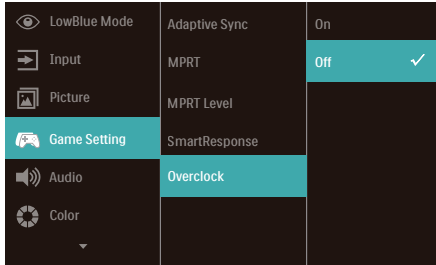 LowBlue Mode
Input
Picture
Game Setting
Audio
Color
Adaptive Sync
MPRT
MPRT Level
SmartResponse
Overclock
On
Off